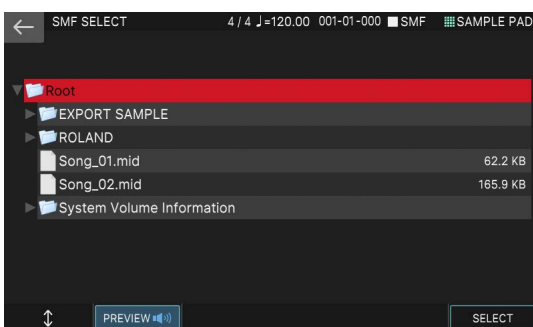 SMF SELECT 4/4 ♩=120.00 001-01-000 SMF SAMPLE PAD
Root
EXPORT SAMPLE
ROLAND
Song_01.mid 62.2 KB
Song_02.mid 165.9 KB
System Volume Information
PREVIEW SELECT